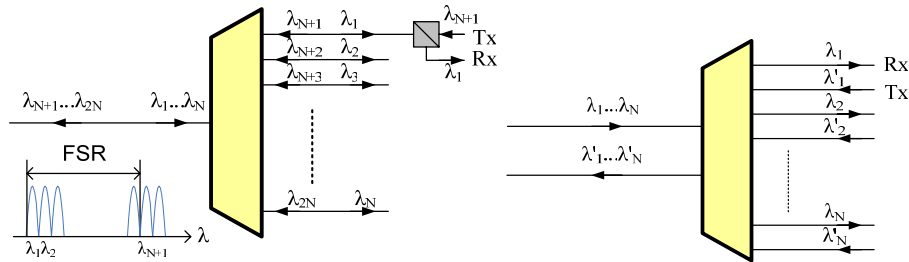 λN+1 λ1 λN+1
Tx
λN+2 λ2 Rx
λN+3 λ3 λ1
λN+1...λ2N λ1...λN
FSR
λ2N λN
λ1λ2 λN+1 λ
λ1 Rx
λ'1 Tx
λ1...λN λ2
λ'2
λ'1...λ'N
λN
λ'N